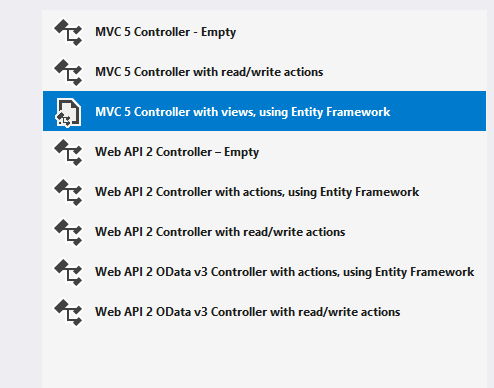 MVC 5 Controller - Empty
MVC 5 Controller with read/write actions
MVC 5 Controller with views, using Entity Framework
Web API 2 Controller – Empty
Web API 2 Controller with actions, using Entity Framework
Web API 2 Controller with read/write actions
Web API 2 OData v3 Controller with actions, using Entity Framework
Web API 2 OData v3 Controller with read/write actions